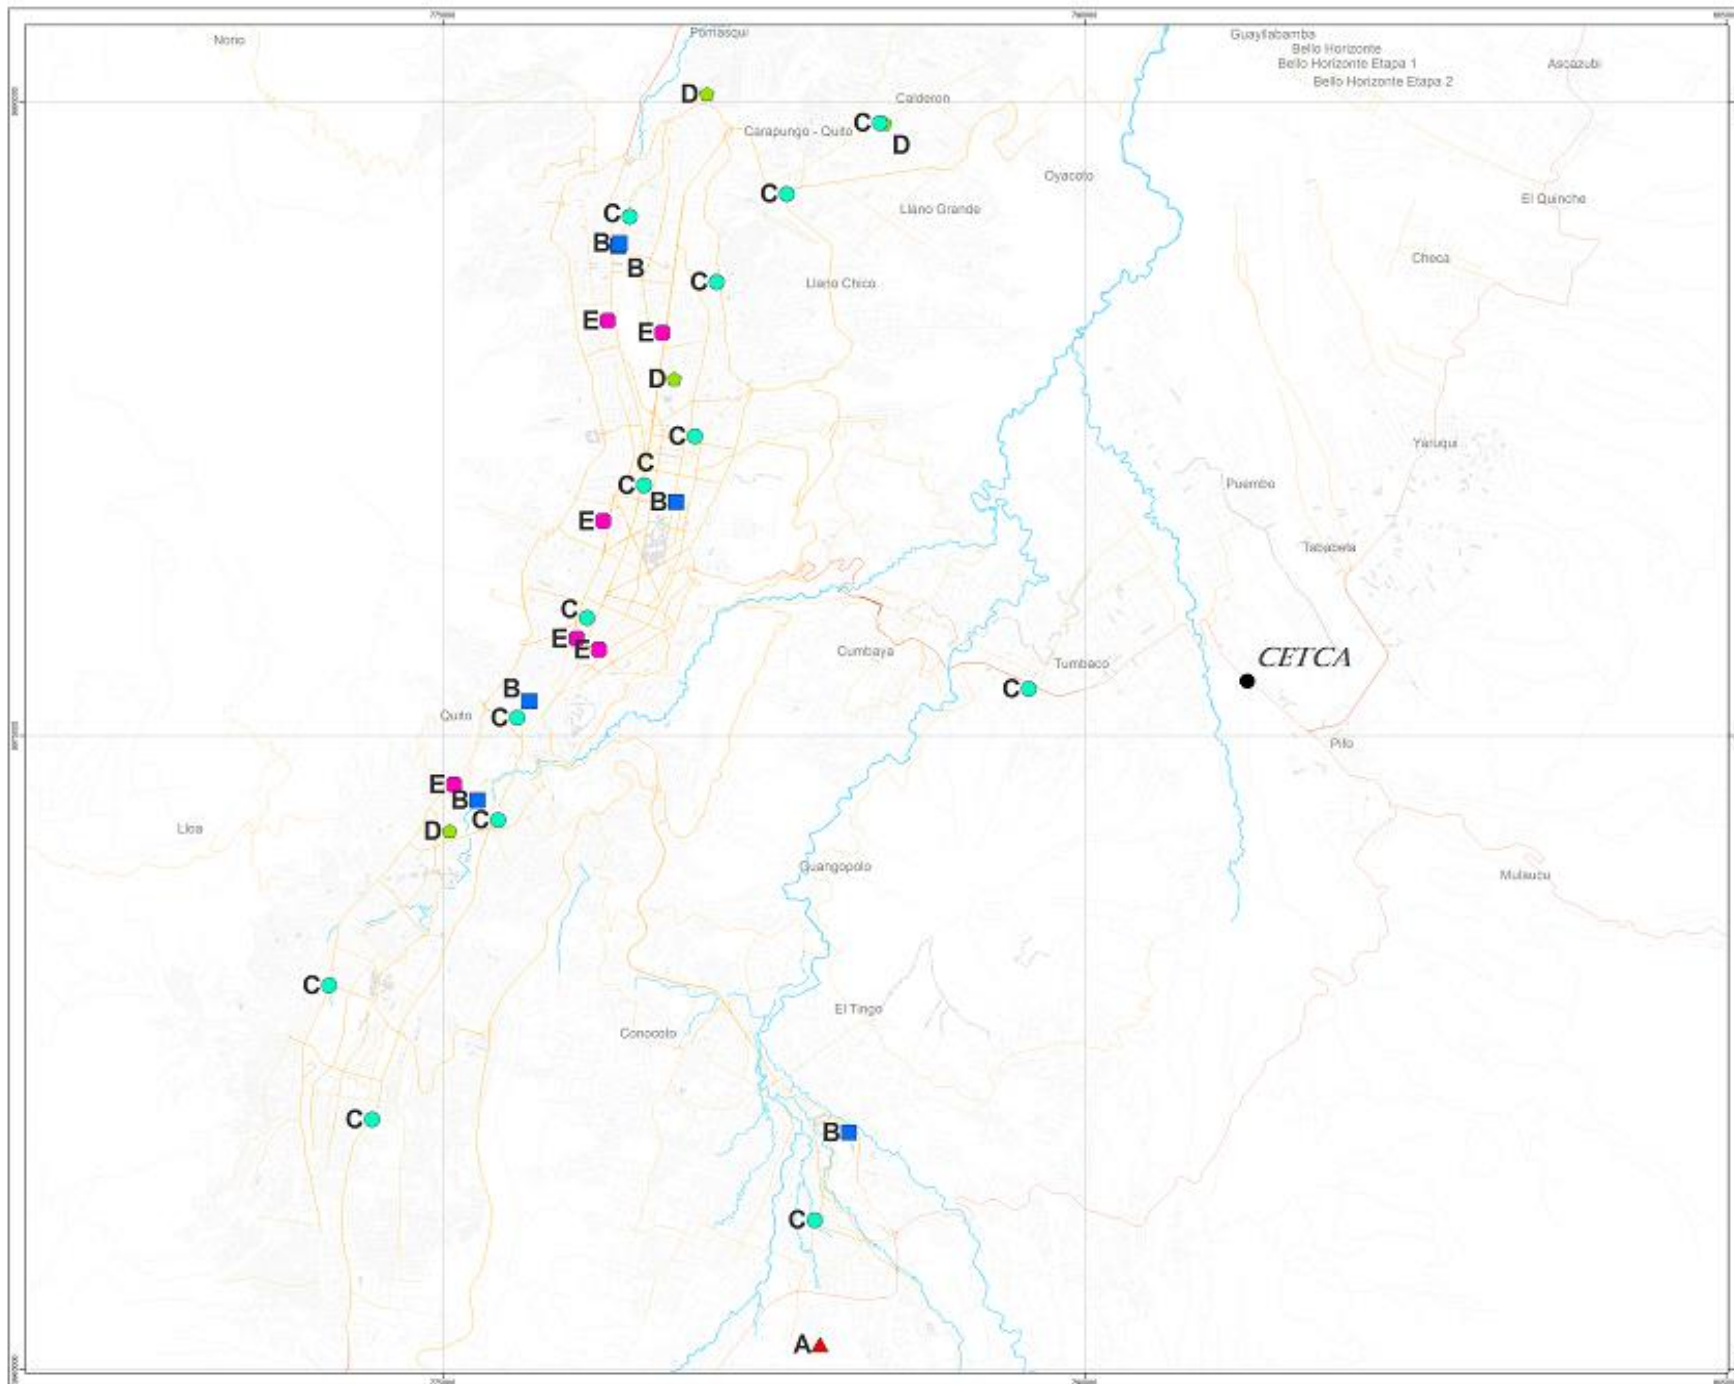 Nono
Pomasqui
Guayllabamba
Bello Horizonte
Bello Horizonte Etapa 1
Bello Horizonte Etapa 2
Ascazubi
D
Calderon
C
Carapungo - Quito
D
Oyacoto
C
El Quinche
Llano Grande
C
B
B
Checa
C
Llano Chico
E
E
D
C
Yaruqui
C
C
B
Puembo
E
Tababela
C
E
E
Cumbaya
Tumbaco
CETCA
B
C
C
Quito
Pifo
E
B
C
D
Lloa
Guangopolo
Mulaucu
C
El Tingo
Conocoto
C
B
C
A